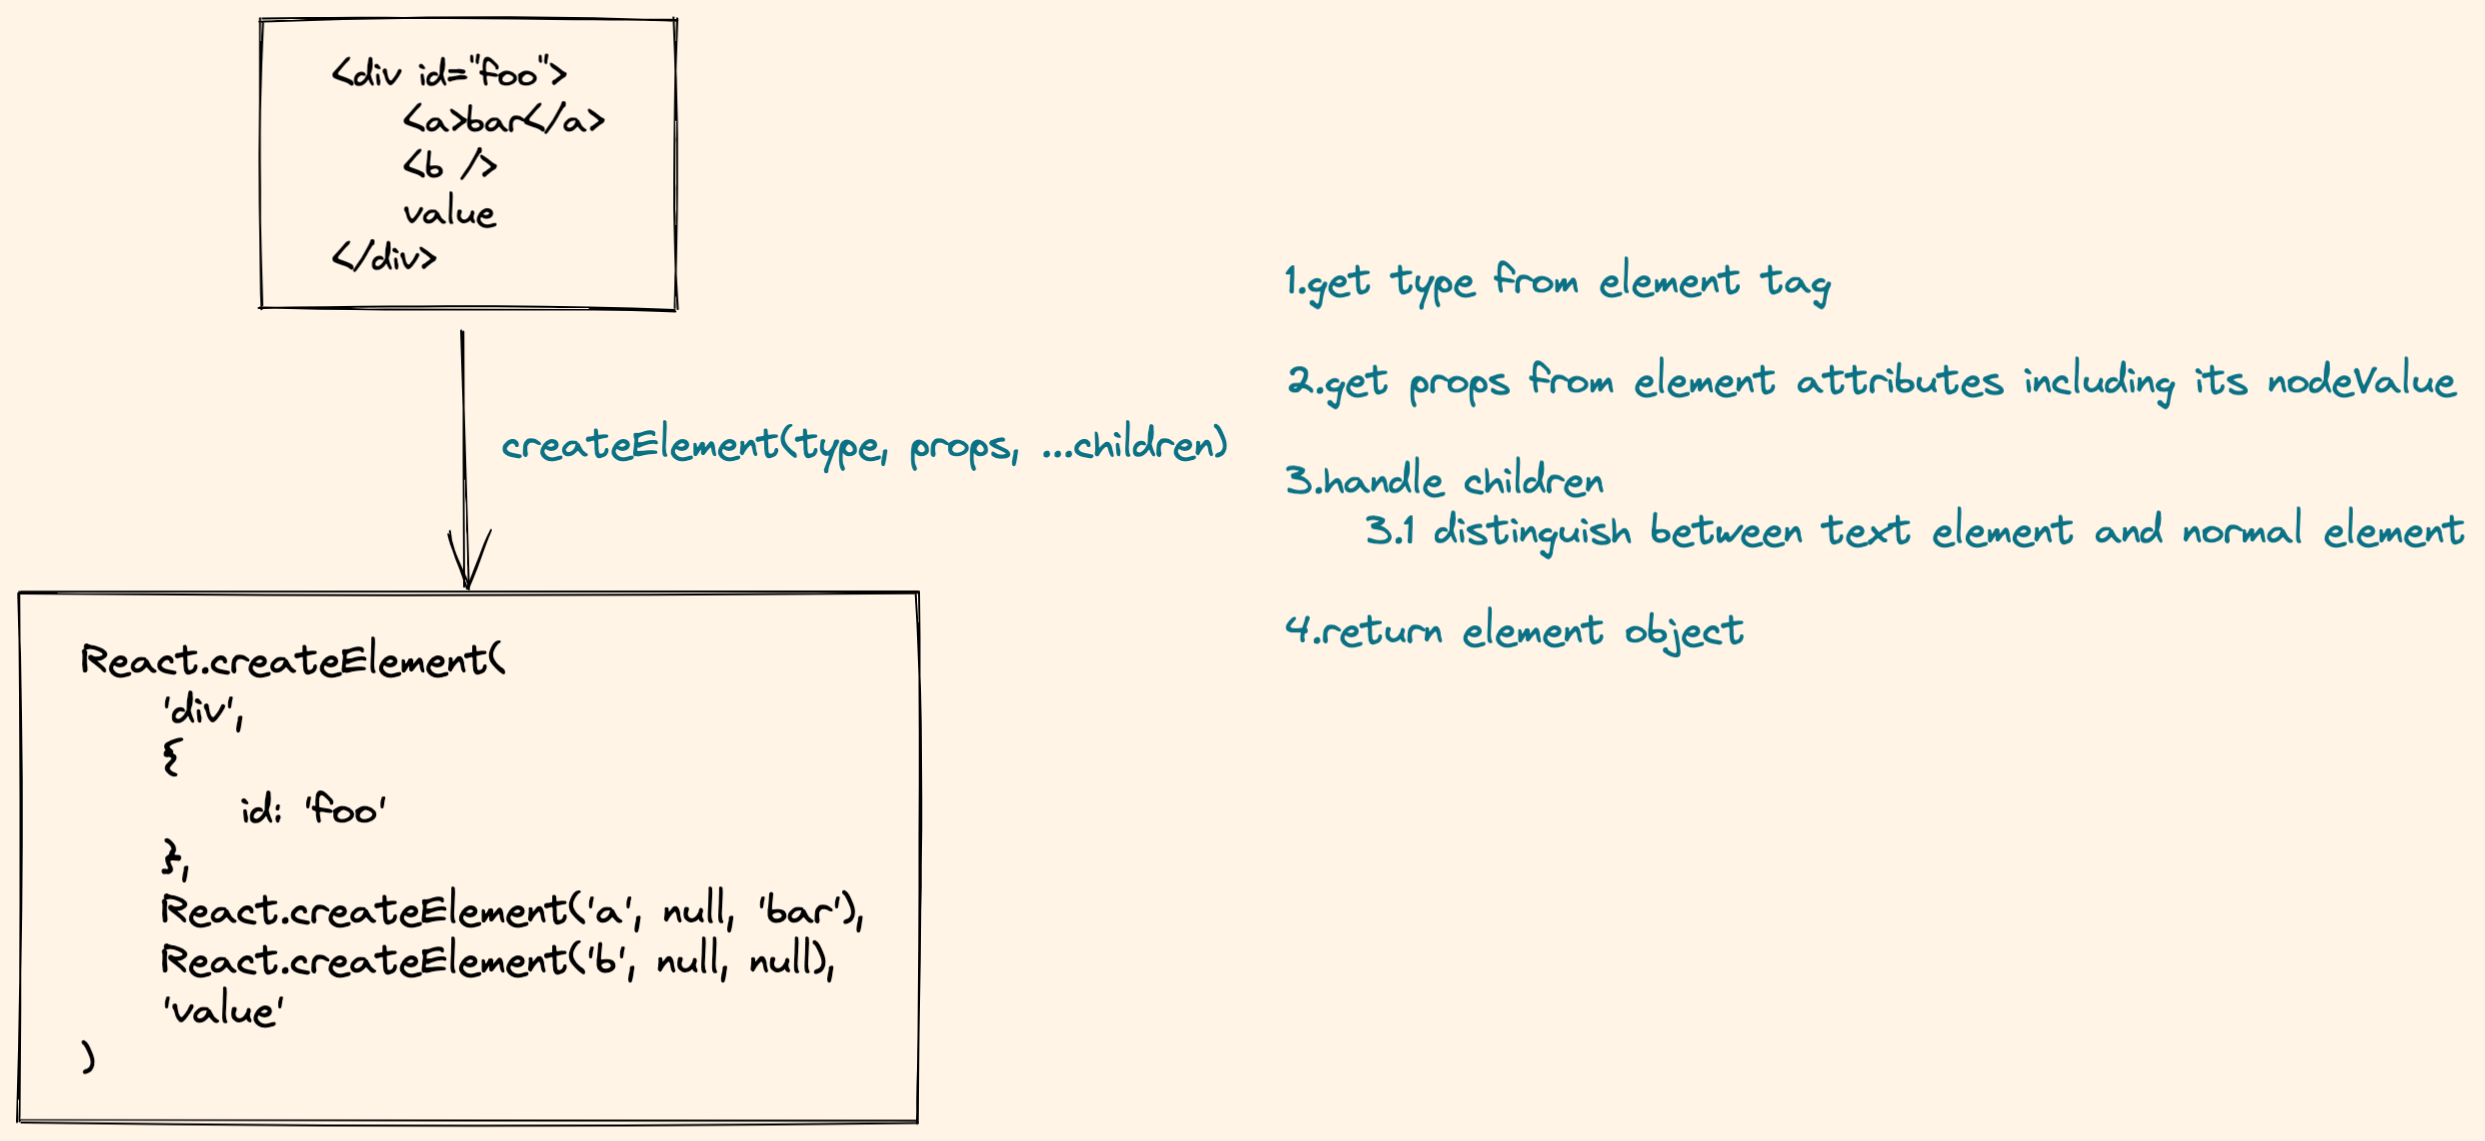 <div id="foo">
<a>bar</a>
<b />
value
</div>
createElement(type, props, ...children)
React.createElement(
'div',
{
id: 'foo'
},
React.createElement('a', null, 'bar'),
React.createElement('b', null, null),
'value'
)
1.get type from element tag
2.get props from element attributes including its nodeValue
3.handle children
3.1 distinguish between text element and normal element
4.return element object